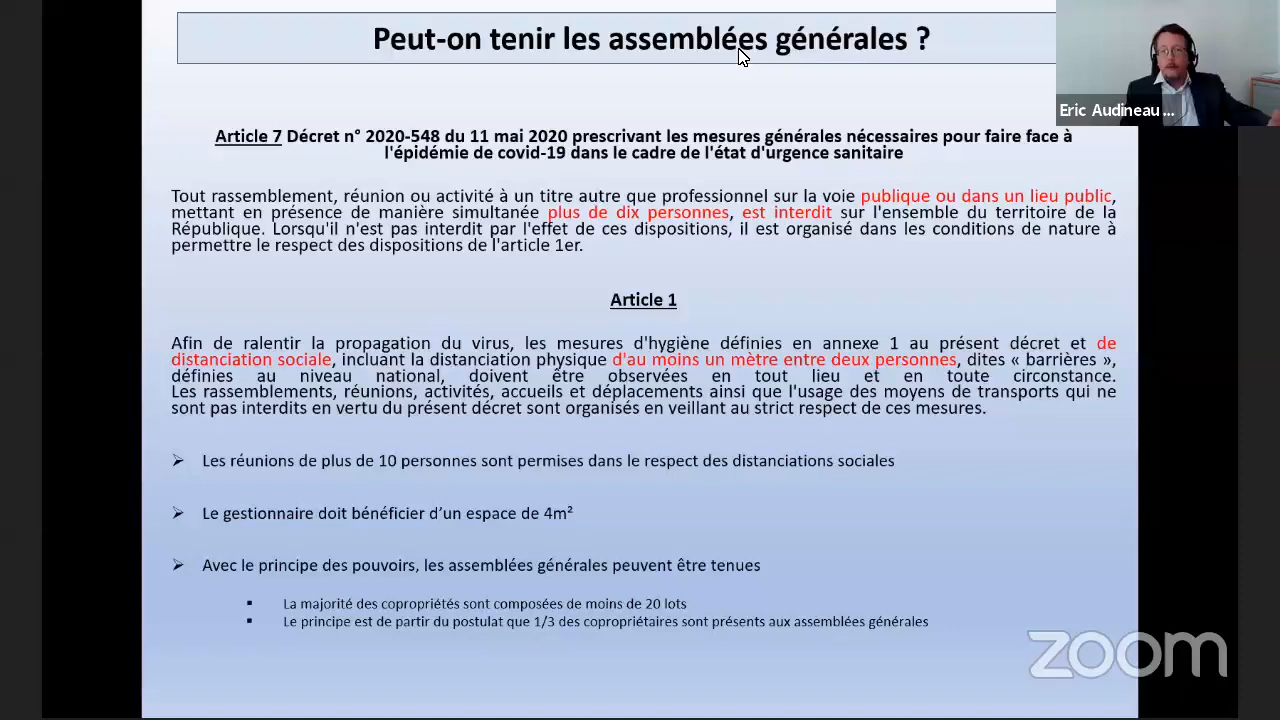 Peut-on tenir les assemblées générales ?
Eric Audineau ...
Article 7 Décret n° 2020-548 du 11 mai 2020 prescrivant les mesures générales nécessaires pour faire face à
l'épidémie de covid-19 dans le cadre de l'état d'urgence sanitaire
Tout rassemblement, réunion ou activité à un titre autre que professionnel sur la voie publique ou dans un lieu public,
mettant en présence de manière simultanée plus de dix personnes, est interdit sur l'ensemble du territoire de la
République. Lorsqu'il n'est pas interdit par l'effet de ces dispositions, il est organisé dans les conditions de nature à
permettre le respect des dispositions de l'article 1er.
Article 1
Afin de ralentir la propagation du virus, les mesures d'hygiène définies en annexe 1 au présent décret et de
distanciation sociale, incluant la distanciation physique d'au moins un mètre entre deux personnes, dites « barrières »,
définies au niveau national, doivent être observées en tout lieu et en toute circonstance.
Les rassemblements, réunions, activités, accueils et déplacements ainsi que l'usage des moyens de transports qui ne
sont pas interdits en vertu du présent décret sont organisés en veillant au strict respect de ces mesures.
➢ Les réunions de plus de 10 personnes sont permises dans le respect des distanciations sociales
➢ Le gestionnaire doit bénéficier d'un espace de 4m²
➢ Avec le principe des pouvoirs, les assemblées générales peuvent être tenues
▪ La majorité des copropriétés sont composées de moins de 20 lots
▪ Le principe est de partir du postulat que 1/3 des copropriétaires sont présents aux assemblées générales
zoom